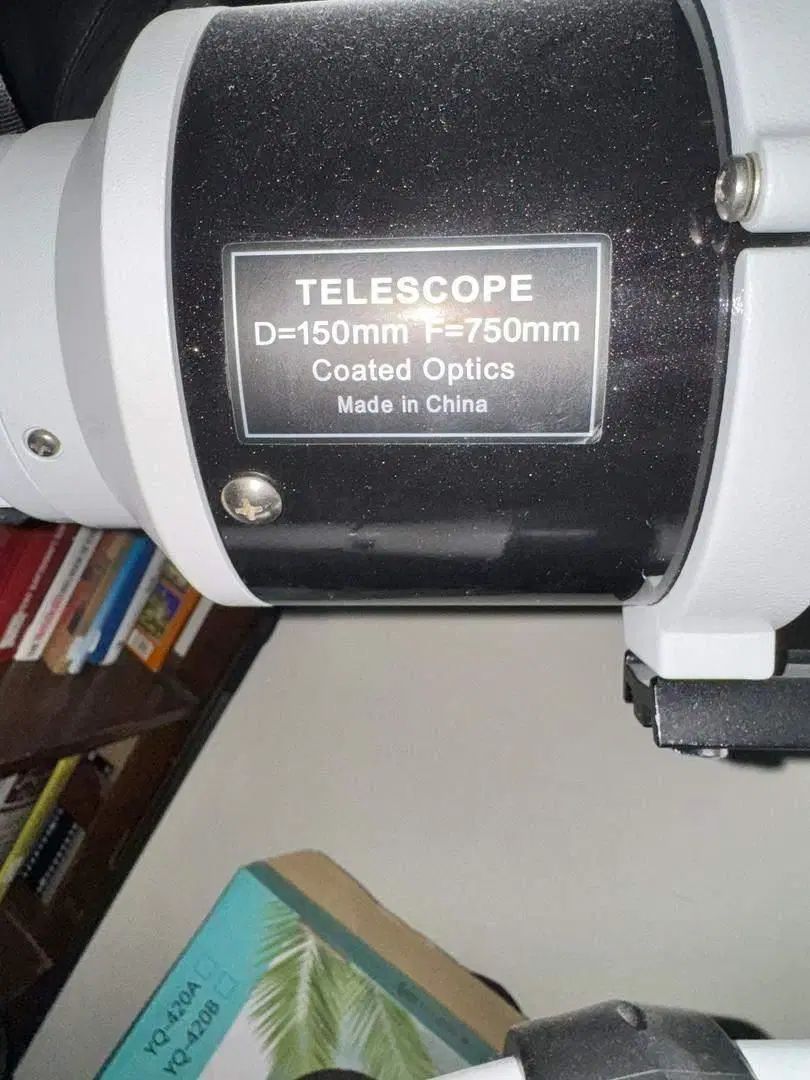 TELESCOPE
D=150mm F=750mm
Coated Optics
Made in China
YQ-420A
YQ-420B